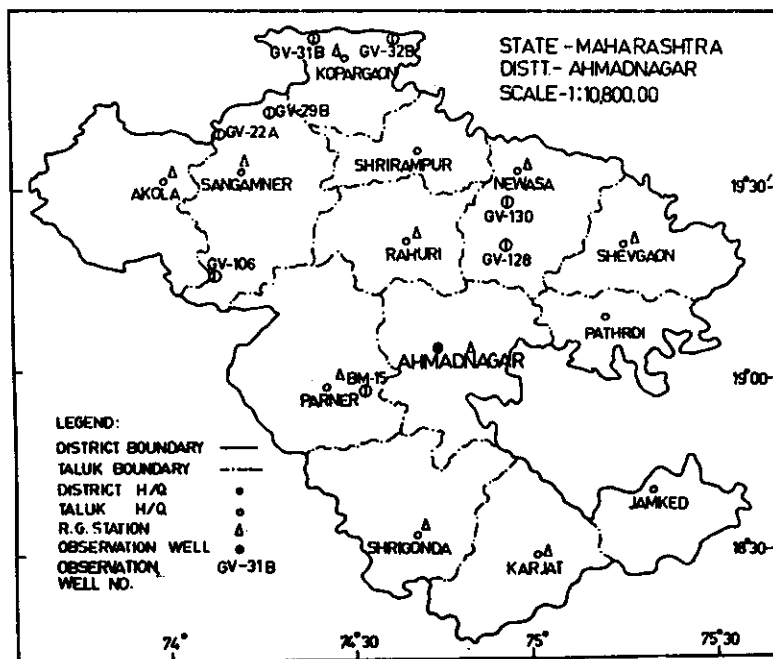 STATE - MAHARASHTRA
DISTT.- AHMADNAGAR
SCALE-1:10,800.00
GV-31B
GV-32B
KOPARGAON
GV-29B
GV-22A
SHRIRAMPUR
NEWASA
AKOLA
SANGAMNER
19°30'
GV-130
RAHURI
GV-128
SHEVGAON
GV-106
PATHRDI
AHMADNAGAR
19°00
BM-15
PARNER
LEGEND:
DISTRICT BOUNDARY
TALUK BOUNDARY
DISTRICT H/Q
TALUK H/Q
R.G. STATION
OBSERVATION WELL
OBSERVATION GV-31B
WELL NO.
JAMKED
SHRIGONDA
KARJAT
18°30
74°
74°30
75°
75°30